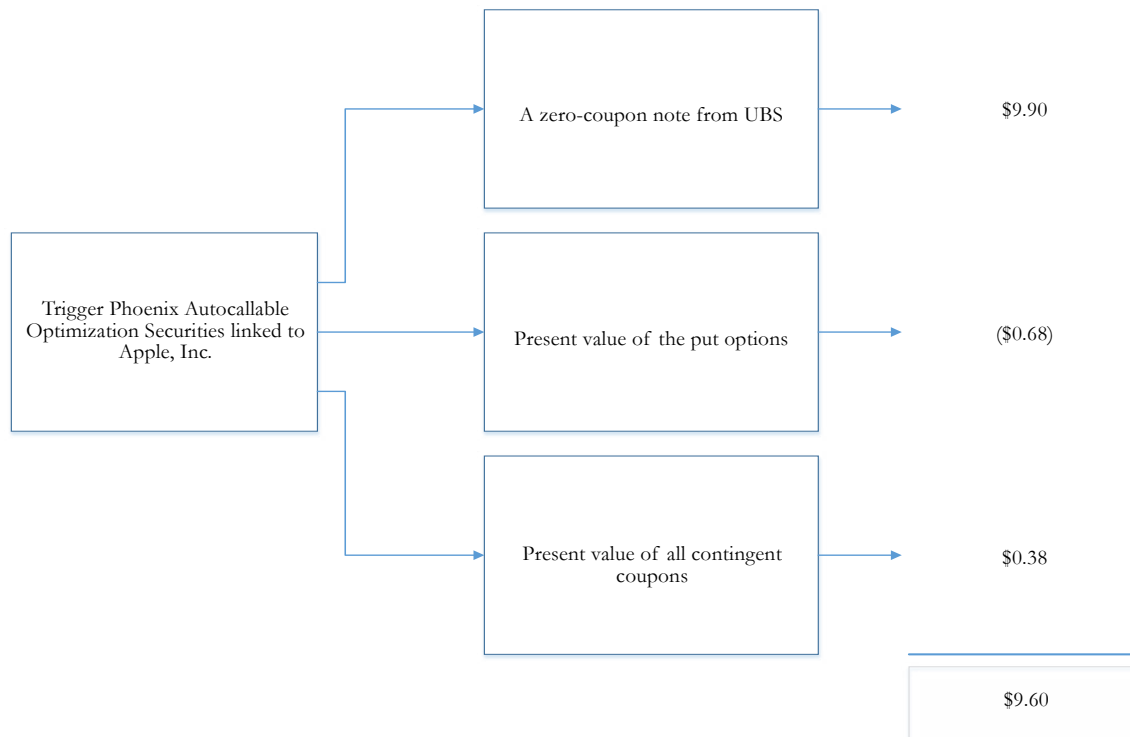 A zero-coupon note from UBS
$9.90
Trigger Phoenix Autocallable
Optimization Securities linked to
Apple, Inc.
Present value of the put options
($0.68)
Present value of all contingent
coupons
$0.38
$9.60